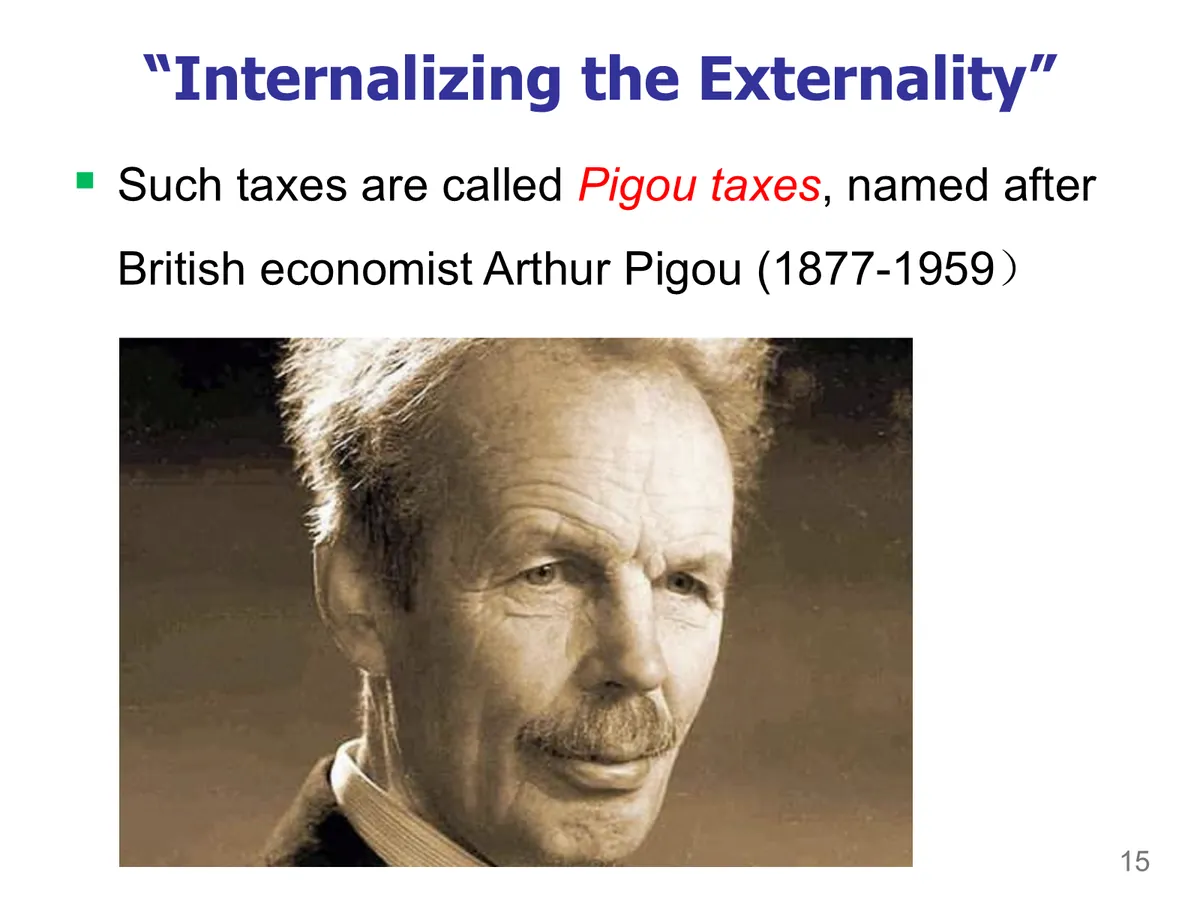 “Internalizing the Externality”
Such taxes are called Pigou taxes, named after
British economist Arthur Pigou (1877-1959）
15